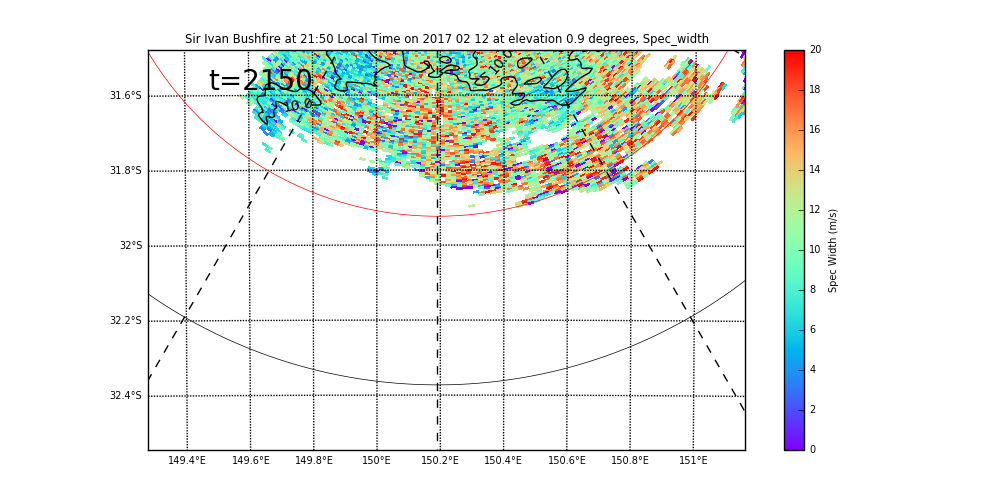 Sir Ivan Bushfire at 21:50 Local Time on 2017 02 12 at elevation 0.9 degrees, Spec_width
t=2150
31.6°S
31.8°S
32°S
32.2°S
32.4°S
149.4°E 149.6°E 149.8°E 150°E 150.2°E 150.4°E 150.6°E 150.8°E 151°E
10.0
20
18
16
14
12
10
8
6
4
2
0
Spec Width (m/s)